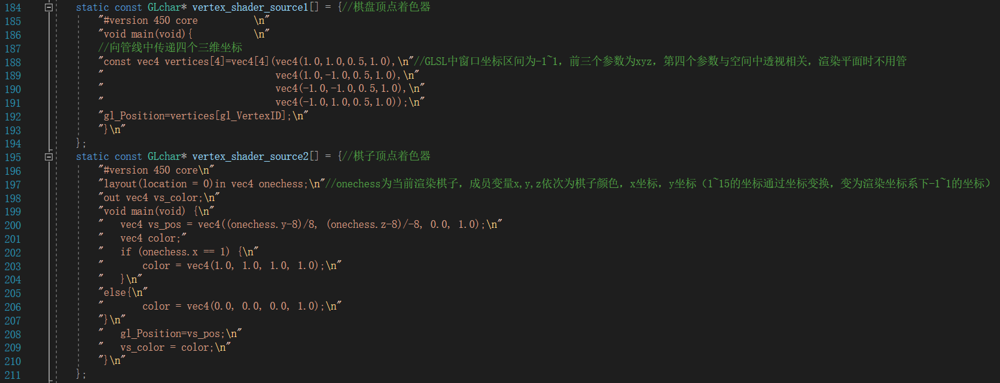 184 static const GLchar* vertex_shader_source1[] = {//棋盘顶点着色器
185 "#version 450 core          \n"
186 "void main(void){           \n"
187 //向管线中传递四个三维坐标
188 "const vec4 vertices[4]=vec4[4](vec4(1.0,1.0,0.5,1.0),\n"//GLSL中窗口坐标区间为-1~1，前三个参数为xyz，第四个参数与空间中透视相关，渲染平面时不用管
189 "                               vec4(1.0,-1.0,0.5,1.0),\n"
190 "                               vec4(-1.0,-1.0,0.5,1.0),\n"
191 "                               vec4(-1.0,1.0,0.5,1.0));\n"
192 "gl_Position=vertices[gl_VertexID];\n"
193 "}\n"
194 };
195 static const GLchar* vertex_shader_source2[] = {//棋子顶点着色器
196 "#version 450 core\n"
197 "layout(location = 0)in vec4 onechess;\n"//onechess为当前渲染棋子，成员变量x,y,z依次为棋子颜色，x坐标，y坐标（1~15的坐标通过坐标变换，变为渲染坐标系下-1~1的坐标）
198 "out vec4 vs_color;\n"
199 "void main(void) {\n"
200 "   vec4 vs_pos = vec4((onechess.y-8)/8, (onechess.z-8)/-8, 0.0, 1.0);\n"
201 "   vec4 color;"
202 "   if (onechess.x == 1) {\n"
203 "       color = vec4(1.0, 1.0, 1.0, 1.0);\n"
204 "   }\n"
205 "else{\n"
206 "       color = vec4(0.0, 0.0, 0.0, 1.0);\n"
207 "}\n"
208 "   gl_Position=vs_pos;\n"
209 "   vs_color = color;\n"
210 "}\n"
211 };